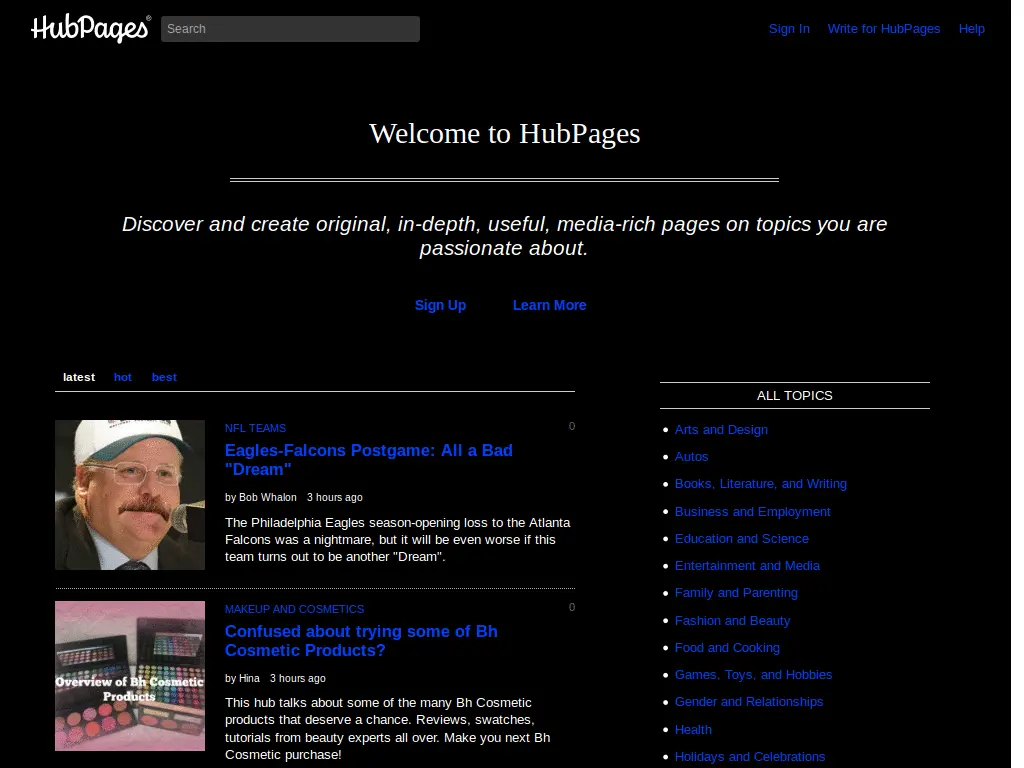 HubPages®
Search
Sign In Write for HubPages Help
Welcome to HubPages
Discover and create original, in-depth, useful, media-rich pages on topics you are
passionate about.
Sign Up Learn More
latest hot best
NFL TEAMS 0
Eagles-Falcons Postgame: All a Bad
"Dream"
by Bob Whalon 3 hours ago
The Philadelphia Eagles season-opening loss to the Atlanta
Falcons was a nightmare, but it will be even worse if this
team turns out to be another "Dream".
Overview of Bh Cosmetic
Products
MAKEUP AND COSMETICS 0
Confused about trying some of Bh
Cosmetic Products?
by Hina 3 hours ago
This hub talks about some of the many Bh Cosmetic
products that deserve a chance. Reviews, swatches,
tutorials from beauty experts all over. Make you next Bh
Cosmetic purchase!
ALL TOPICS
Arts and Design
Autos
Books, Literature, and Writing
Business and Employment
Education and Science
Entertainment and Media
Family and Parenting
Fashion and Beauty
Food and Cooking
Games, Toys, and Hobbies
Gender and Relationships
Health
Holidays and Celebrations